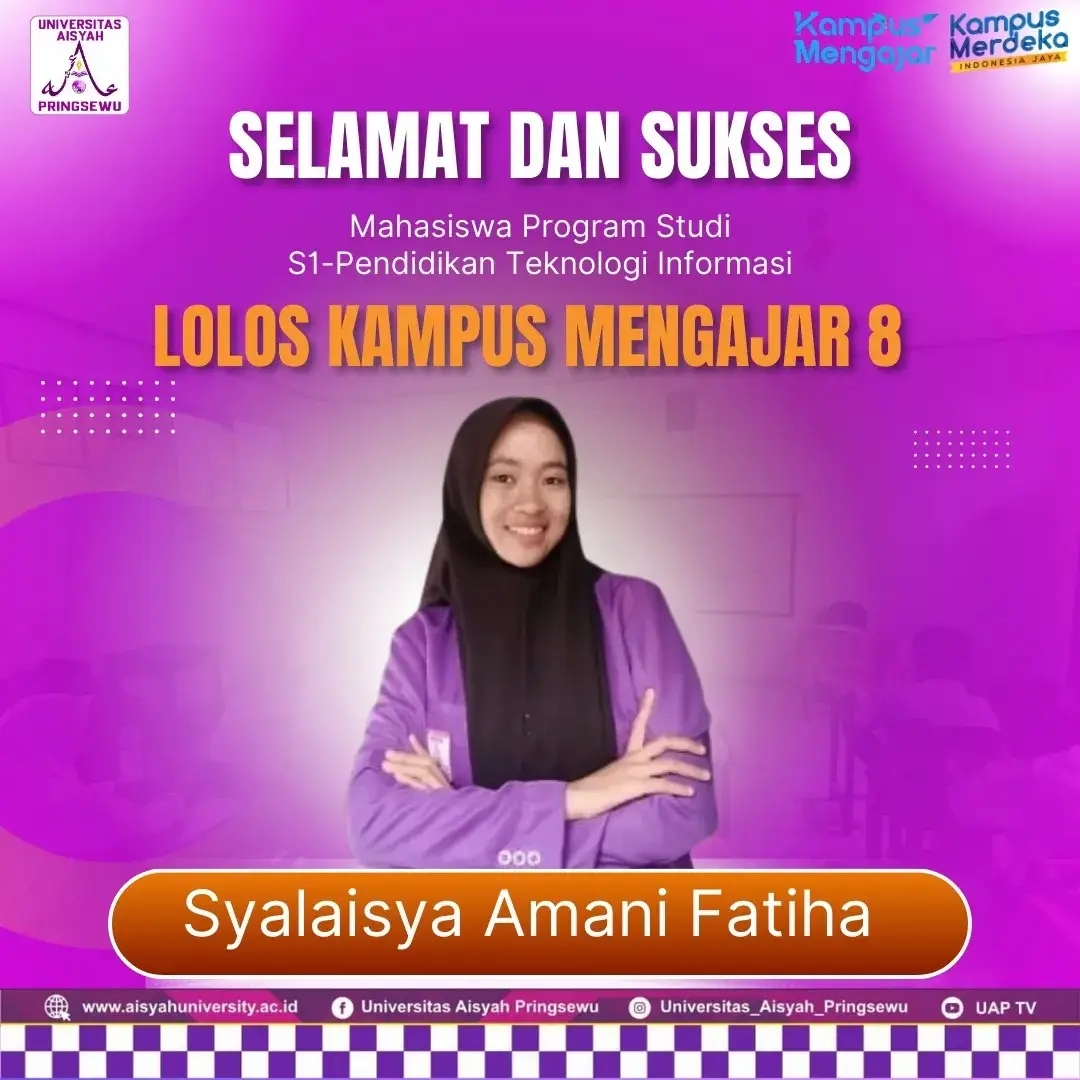 UNIVERSITAS
AISYAH
PRINGSEWU
Kampus
Mengajar
Kampus
Merdeka
INDONESIA JAYA
SELAMAT DAN SUKSES
Mahasiswa Program Studi
S1-Pendidikan Teknologi Informasi
LOLOS KAMPUS MENGAJAR 8
Syalaisya Amani Fatiha
www.aisyahuniversity.ac.id
Universitas Aisyah Pringsewu
Universitas_Aisyah_Pringsewu
UAP TV